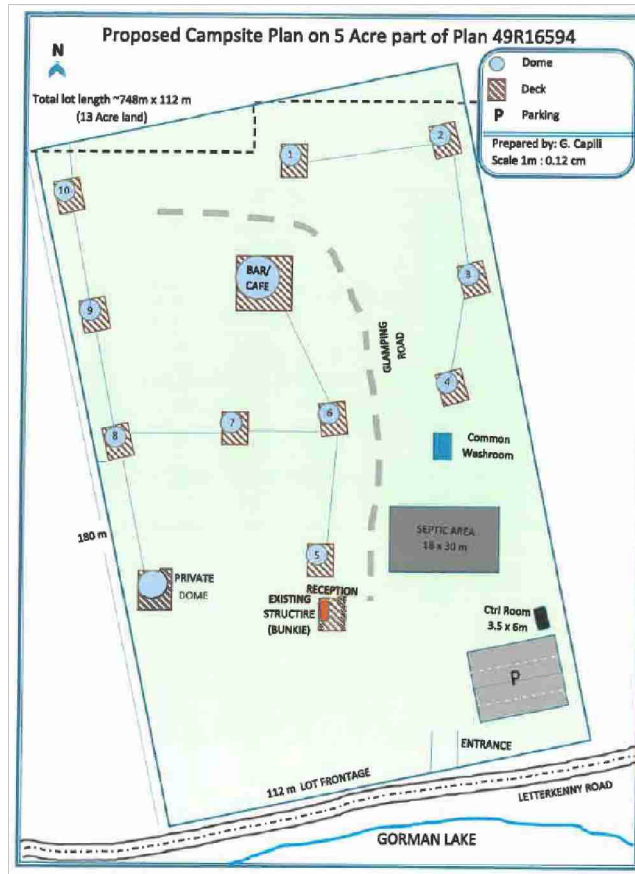 Proposed Campsite Plan on 5 Acre part of Plan 49R16594
N
Total lot length ~748m x 112 m
(13 Acre land)
Dome
Deck
P Parking
Prepared by: G. Capili
Scale 1m : 0.12 cm
1
2
3
4
10
9
8
7
6
5
BAR/
CAFE
GLAMPING
ROAD
Common
Washroom
SEPTIC AREA
18 x 30 m
180 m
PRIVATE
DOME
RECEPTION
EXISTING
STRUCTIRE
(BUNKIE)
Ctrl Room
3.5 x 6m
P
ENTRANCE
112 m LOT FRONTAGE
LETTERKENNY ROAD
GORMAN LAKE